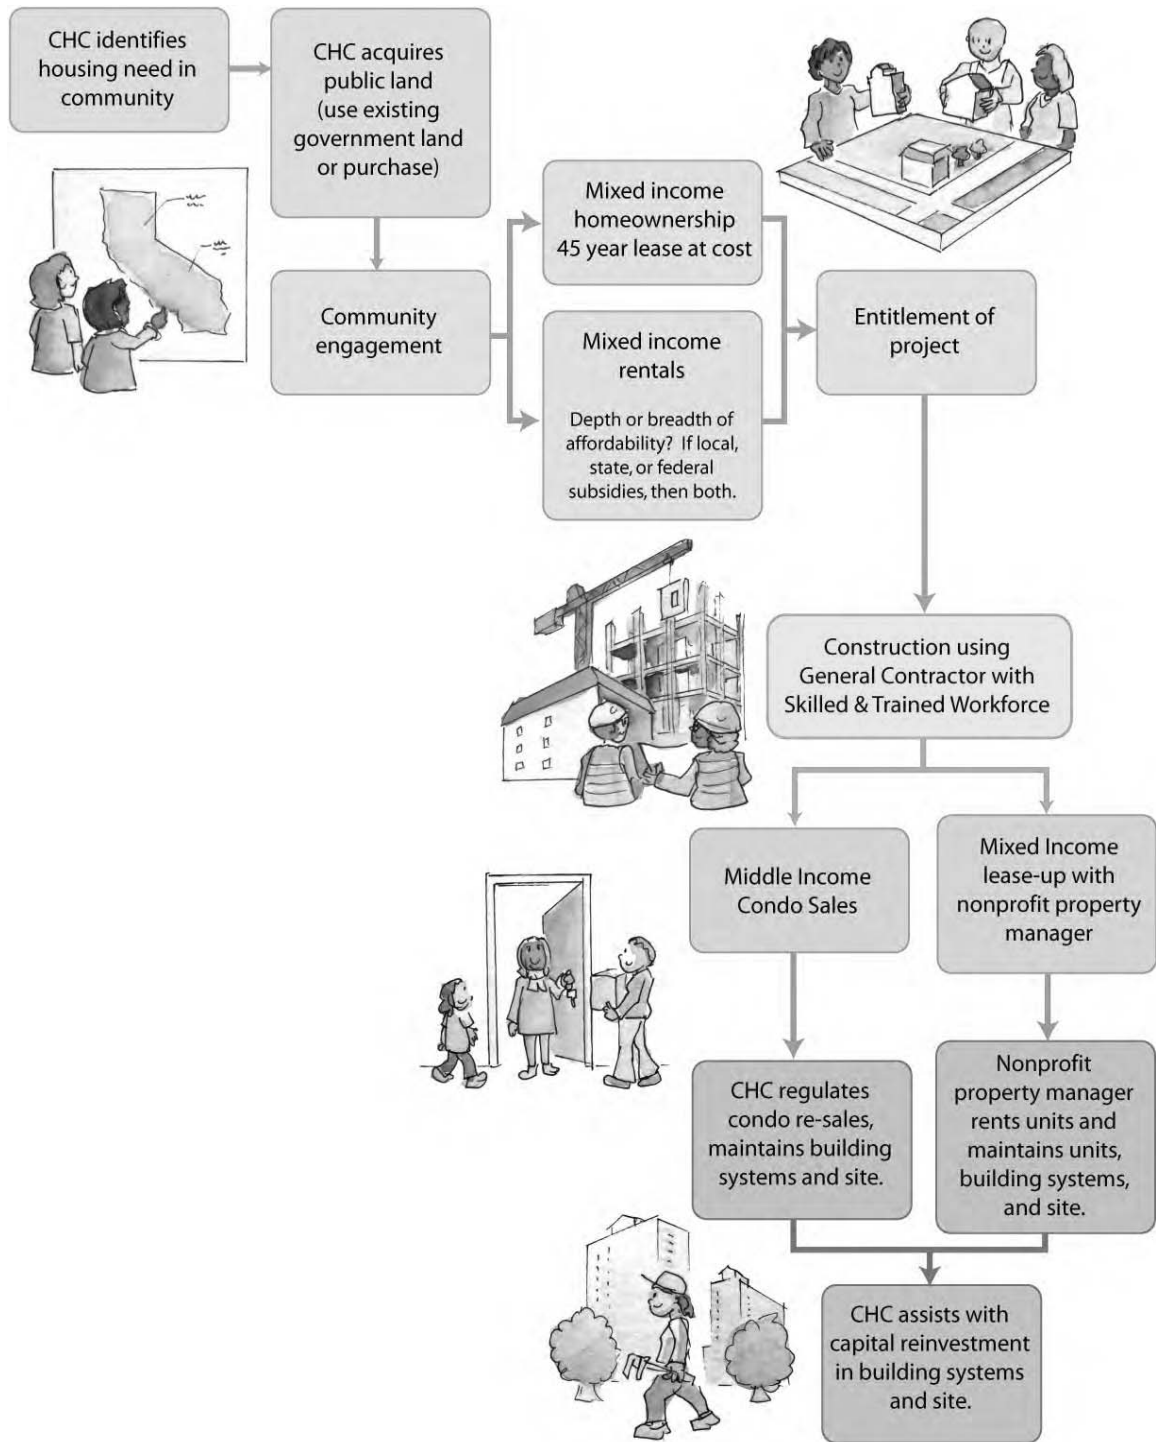 CHC identifies
housing need in
community
CHC acquires
public land
(use existing
government land
or purchase)
Community
engagement
Mixed income
homeownership
45 year lease at cost
Mixed income
rentals
Depth or breadth of
affordability? If local,
state, or federal
subsidies, then both.
Entitlement of
project
Construction using
General Contractor with
Skilled & Trained Workforce
Middle Income
Condo Sales
Mixed Income
lease-up with
nonprofit property
manager
CHC regulates
condo re-sales,
maintains building
systems and site.
Nonprofit
property manager
rents units and
maintains units,
building systems,
and site.
CHC assists with
capital reinvestment
in building systems
and site.